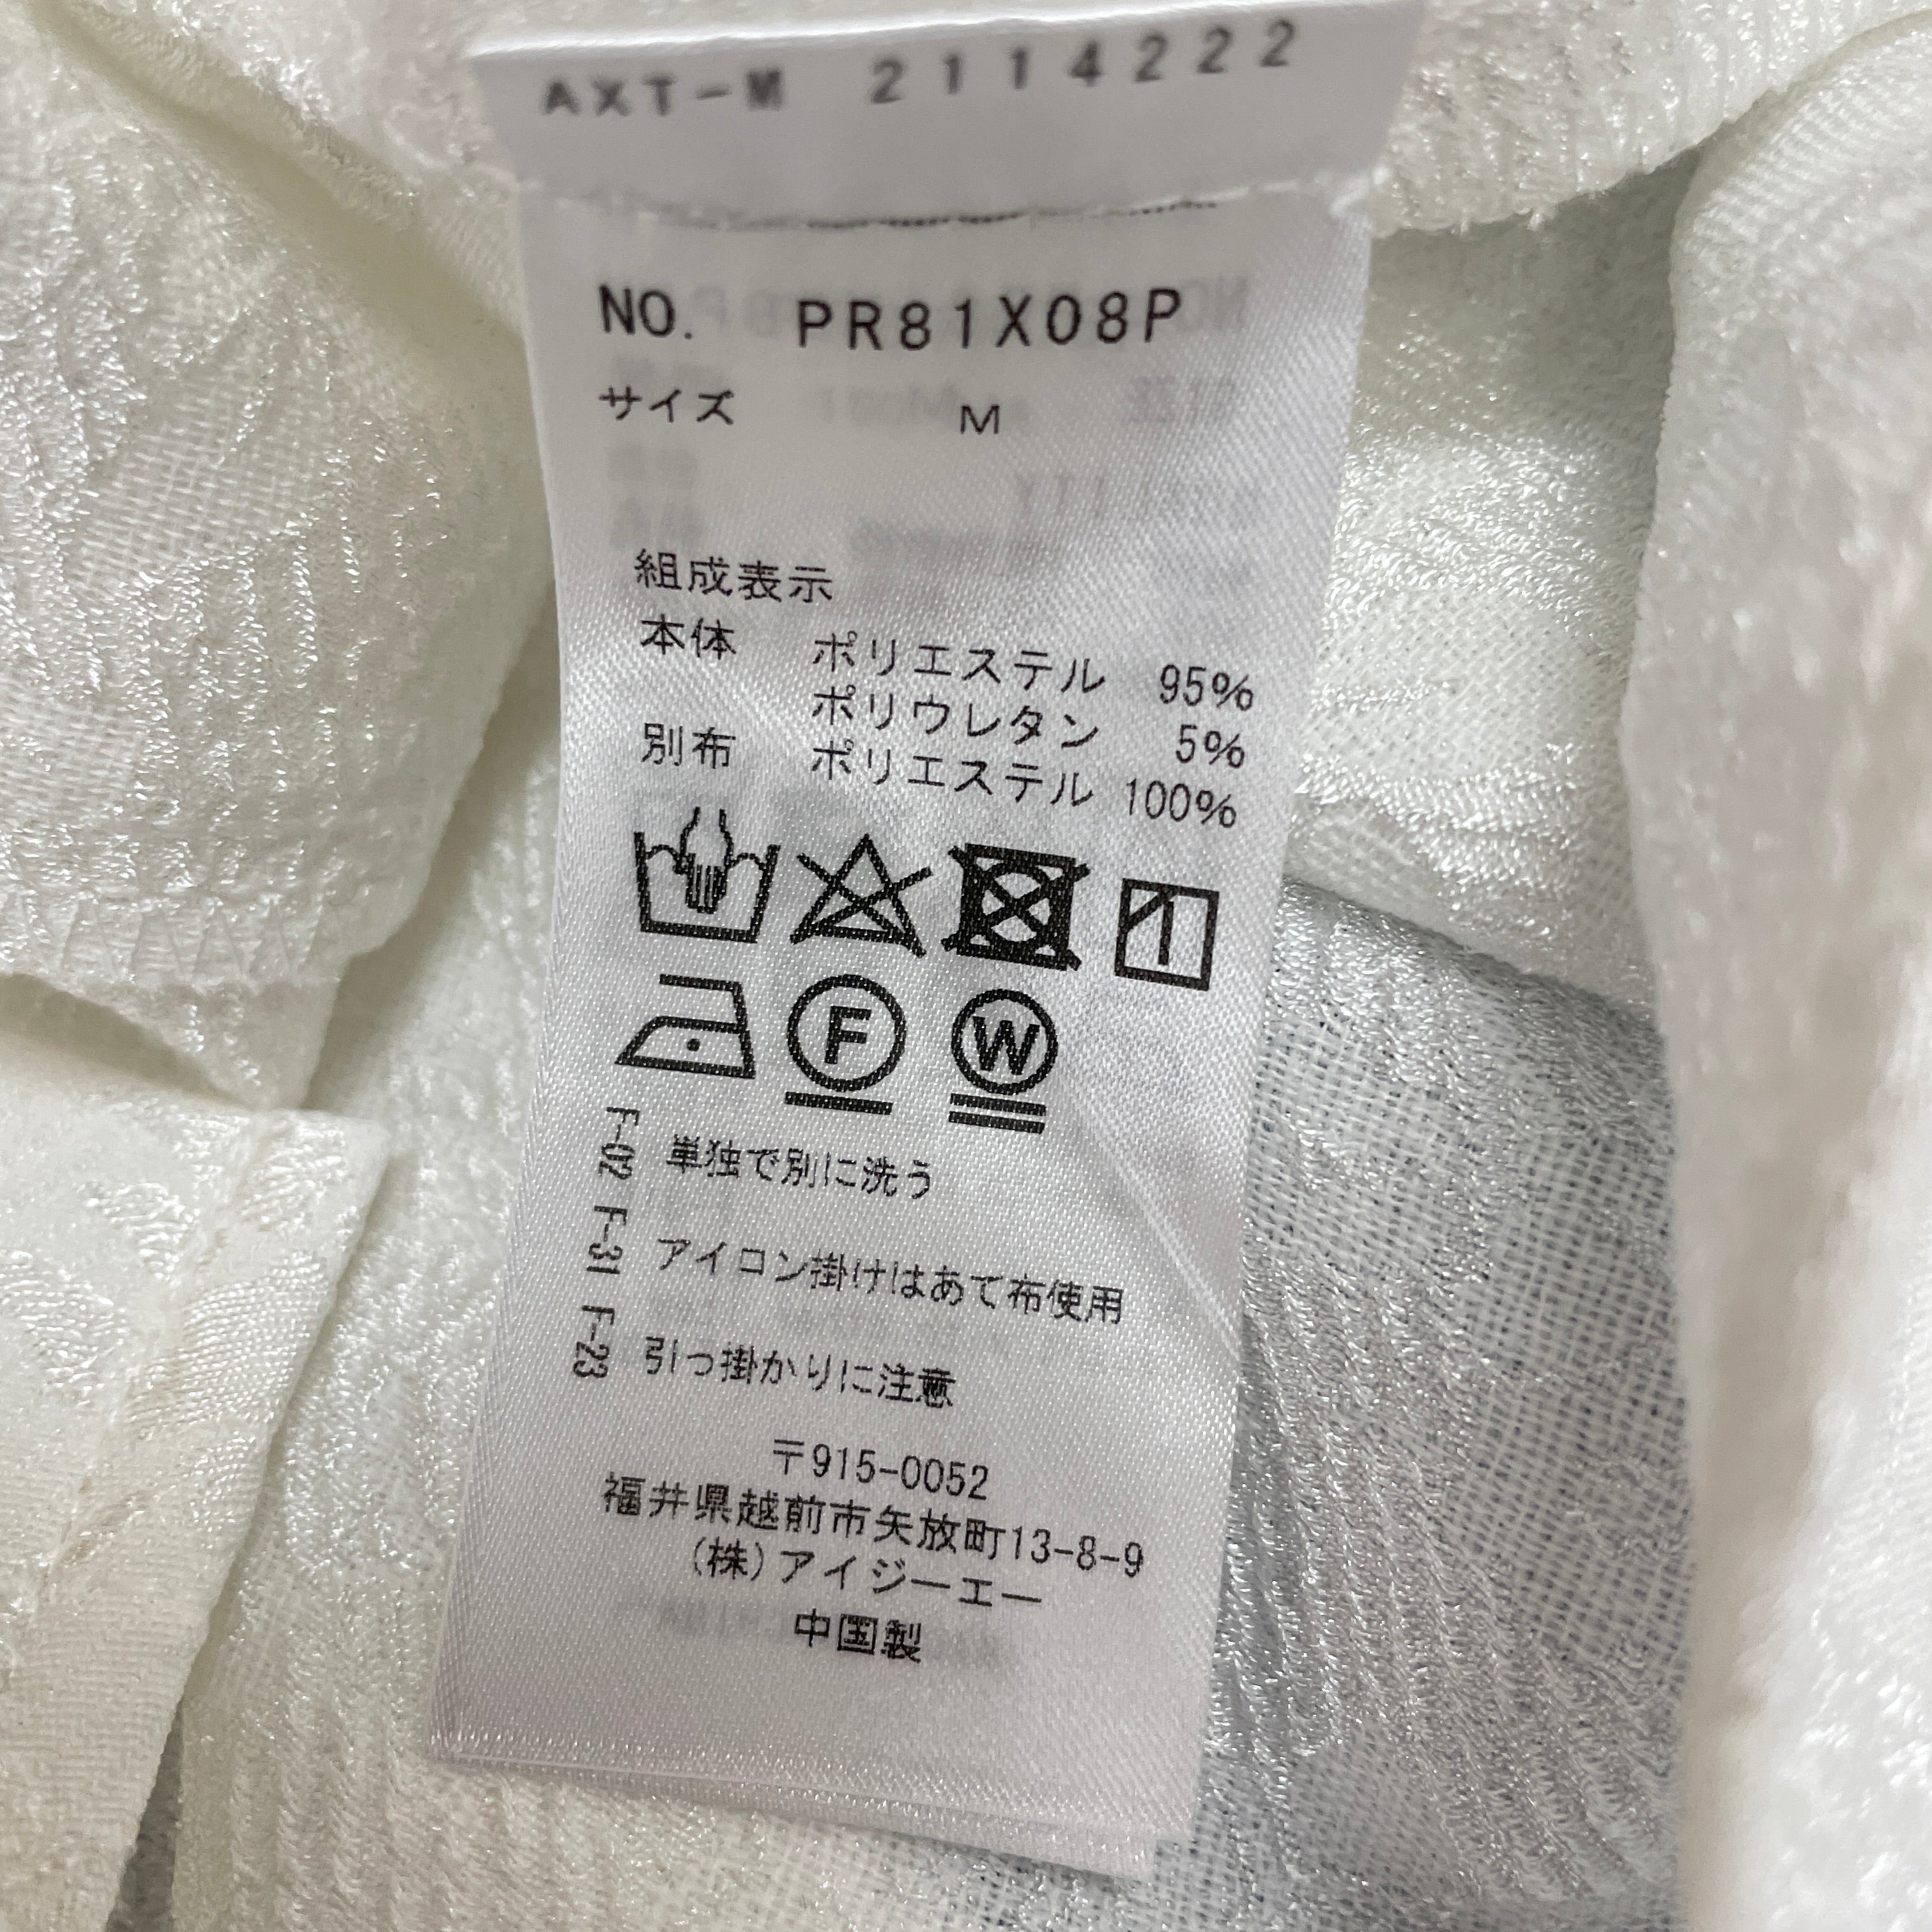 AXT-M 2114222
NO. PR81X08P
サイズ M
組成表示
本体 ポリエステル 95%
ポリウレタン 5%
別布 ポリエステル 100%
F
W
F-02 単独で別に洗う
F-31 アイロン掛けはあて布使用
F-23 引っ掛かりに注意
〒915-0052
福井県越前市矢放町13-8-9
(株)アイジーエー
中国製